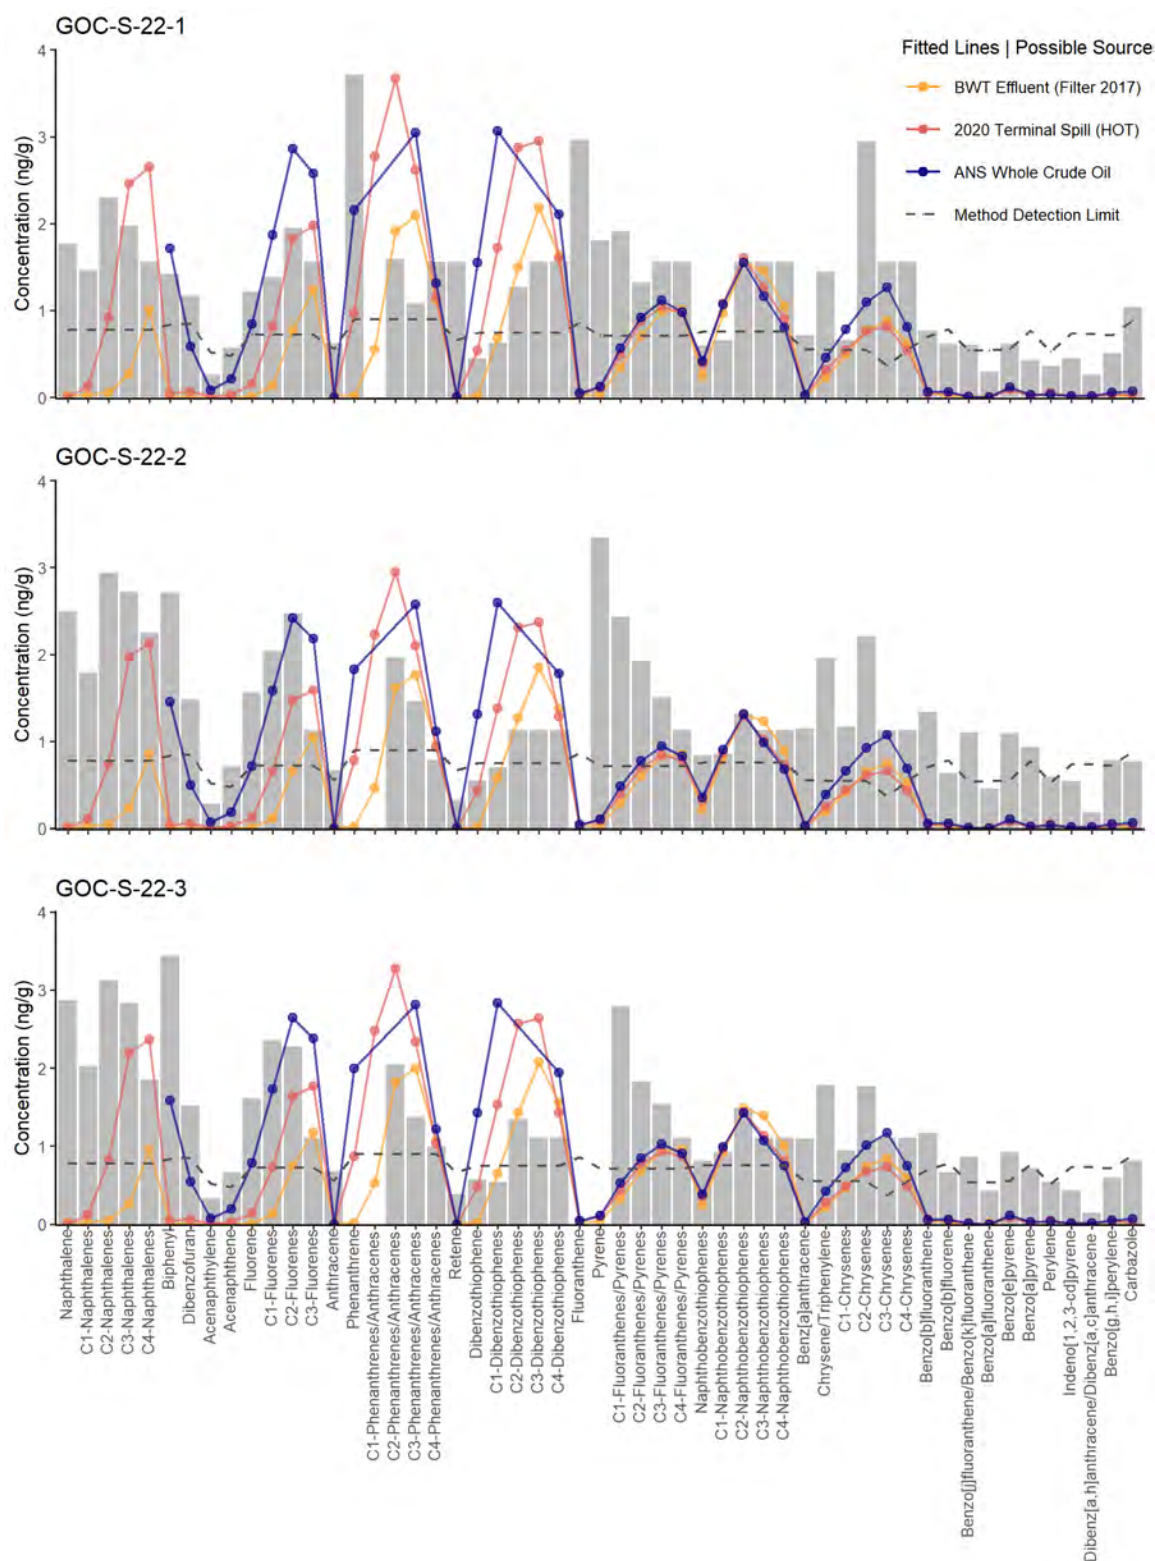 GOC-S-22-1
Fitted Lines | Possible Source
BWT Effluent (Filter 2017)
2020 Terminal Spill (HOT)
ANS Whole Crude Oil
Method Detection Limit
Concentration (ng/g)
4
3
2
1
0
GOC-S-22-2
Concentration (ng/g)
4
3
2
1
0
GOC-S-22-3
Concentration (ng/g)
4
3
2
1
0
Naphthalene
C1-Naphthalenes
C2-Naphthalenes
C3-Naphthalenes
C4-Naphthalenes
Biphenyl
Dibenzofuran
Acenaphthylene
Acenaphthene
Fluorene
C1-Fluorenes
C2-Fluorenes
C3-Fluorenes
Anthracene
Phenanthrene
C1-Phenanthrenes/Anthracenes
C2-Phenanthrenes/Anthracenes
C3-Phenanthrenes/Anthracenes
C4-Phenanthrenes/Anthracenes
Retene
Dibenzothiophene
C1-Dibenzothiophenes
C2-Dibenzothiophenes
C3-Dibenzothiophenes
C4-Dibenzothiophenes
Fluoranthene
Pyrene
C1-Fluoranthenes/Pyrenes
C2-Fluoranthenes/Pyrenes
C3-Fluoranthenes/Pyrenes
C4-Fluoranthenes/Pyrenes
Naphthobenzothiophenes
C1-Naphthobenzothiophenes
C2-Naphthobenzothiophenes
C3-Naphthobenzothiophenes
C4-Naphthobenzothiophenes
Benz[a]anthracene
Chrysene/Triphenylene
C1-Chrysenes
C2-Chrysenes
C3-Chrysenes
C4-Chrysenes
Benzo[b]fluoranthene
Benzo[b]fluorene
Benzo[j]fluoranthene/Benzo[k]fluoranthene
Benzo[a]fluoranthene
Benzo[e]pyrene
Benzo[a]pyrene
Perylene
Indeno[1,2,3-cd]pyrene
Dibenz[a,h]anthracene/Dibenz[a,c]anthracene
Benzo[g,h,i]perylene
Carbazole